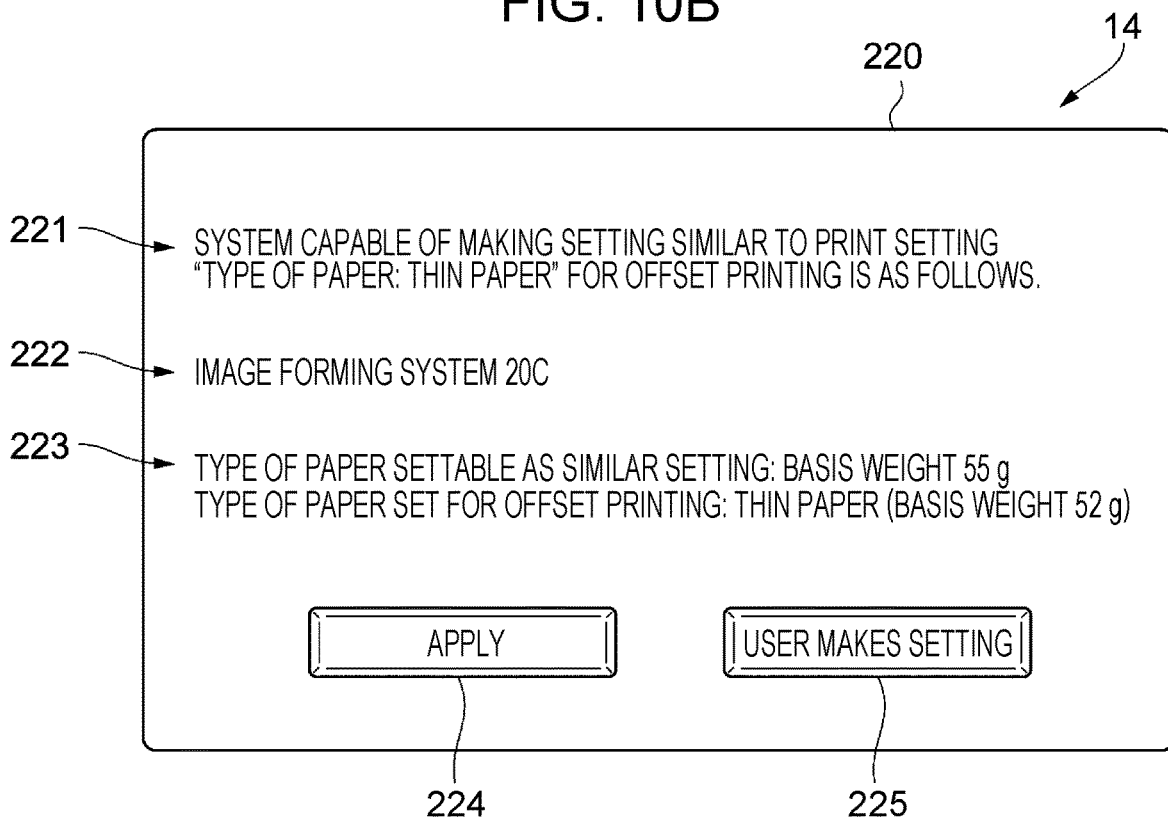 FIG. 10B
14
220
221
SYSTEM CAPABLE OF MAKING SETTING SIMILAR TO PRINT SETTING
“TYPE OF PAPER: THIN PAPER” FOR OFFSET PRINTING IS AS FOLLOWS.
222
IMAGE FORMING SYSTEM 20C
223
TYPE OF PAPER SETTABLE AS SIMILAR SETTING: BASIS WEIGHT 55 g
TYPE OF PAPER SET FOR OFFSET PRINTING: THIN PAPER (BASIS WEIGHT 52 g)
APPLY
USER MAKES SETTING
224
225